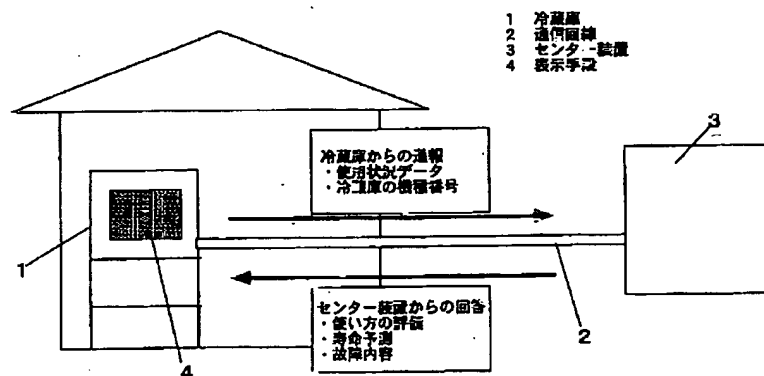 1 冷蔵庫
2 通信回線
3 センター装置
4 表示手段
3
冷蔵庫からの通報
・使用状況データ
・冷蔵庫の機種番号
1
センター装置からの回答
・使い方の評価
・寿命予測
・故障内容
2
4